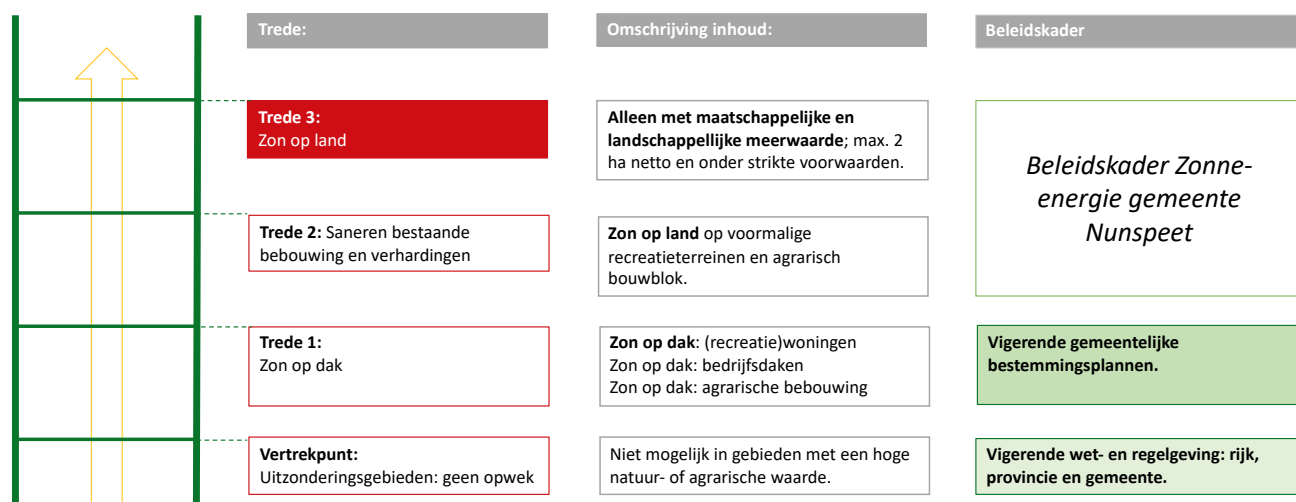 Trede:
Omschrijving inhoud:
Beleidskader
Trede 3:
Zon op land
Alleen met maatschappelijke en
landschappellijke meerwaarde; max. 2
ha netto en onder strikte voorwaarden.
Beleidskader Zonne-
energie gemeente
Nunspeet
Trede 2: Saneren bestaande
bebouwing en verhardingen
Zon op land op voormalige
recreatieterreinen en agrarisch
bouwblok.
Trede 1:
Zon op dak
Zon op dak: (recreatie)woningen
Zon op dak: bedrijfsdaken
Zon op dak: agrarische bebouwing
Vigerende gemeentelijke
bestemmingsplannen.
Vertrekpunt:
Uitzonderingsgebieden: geen opwek
Niet mogelijk in gebieden met een hoge
natuur- of agrarische waarde.
Vigerende wet- en regelgeving: rijk,
provincie en gemeente.